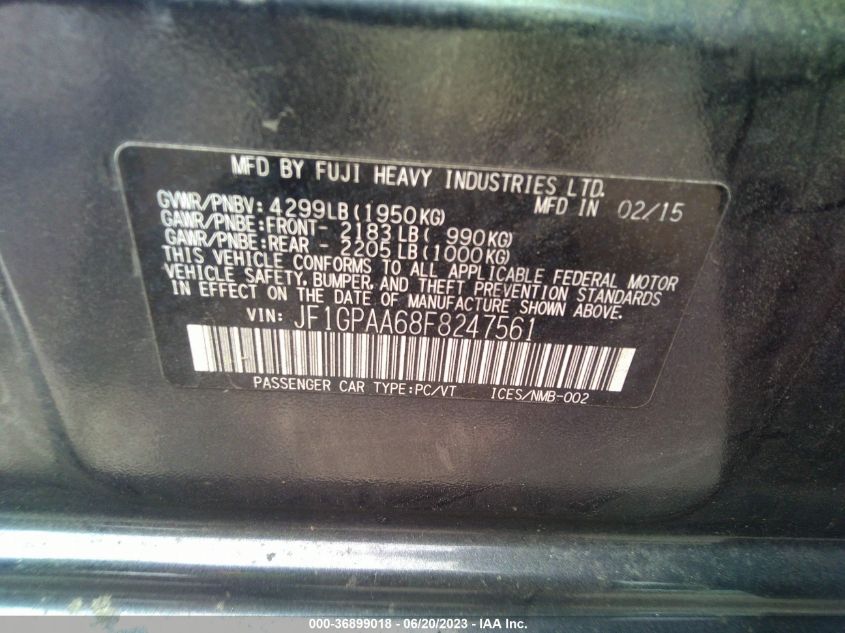 MFD BY FUJI HEAVY INDUSTRIES LTD.
GVWR/PNBV: 4299LB(1950KG) MFD IN 02/15
GAWR/PNBE:FRONT- 2183LB( 990KG)
GAWR/PNBE:REAR - 2205LB(1000KG)
THIS VEHICLE CONFORMS TO ALL APPLICABLE FEDERAL MOTOR
VEHICLE SAFETY, BUMPER, AND THEFT PREVENTION STANDARDS
IN EFFECT ON THE DATE OF MANUFACTURE SHOWN ABOVE.
VIN: JF1GPAA68F8247561
PASSENGER CAR TYPE:PC/VT ICES/NMB-002
000-36899018 - 06/20/2023 - IAA Inc.